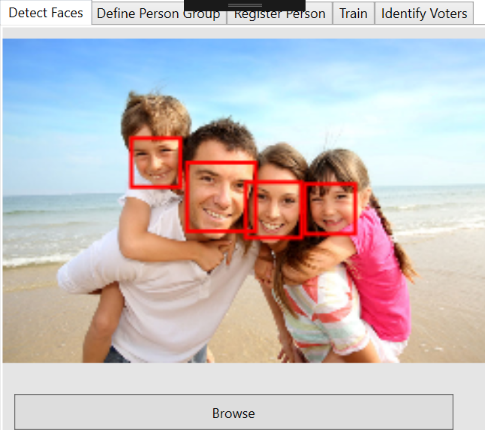 Detect Faces Define Person Group Register Person Train Identify Voters
Browse